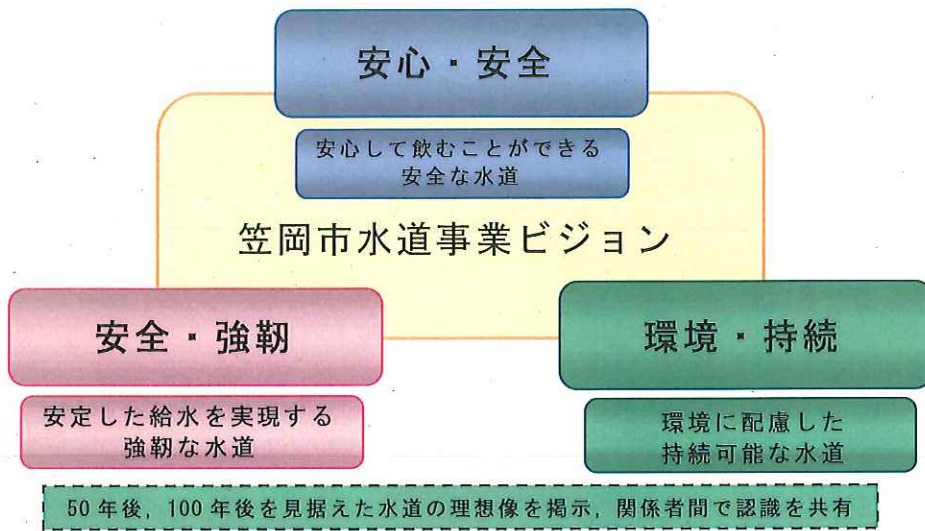 安心・安全
安心して飲むことができる
安全な水道
笠岡市水道事業ビジョン
安全・強靭
安定した給水を実現する
強靭な水道
環境・持続
環境に配慮した
持続可能な水道
50年後，100年後を見据えた水道の理想像を掲示，関係者間で認識を共有